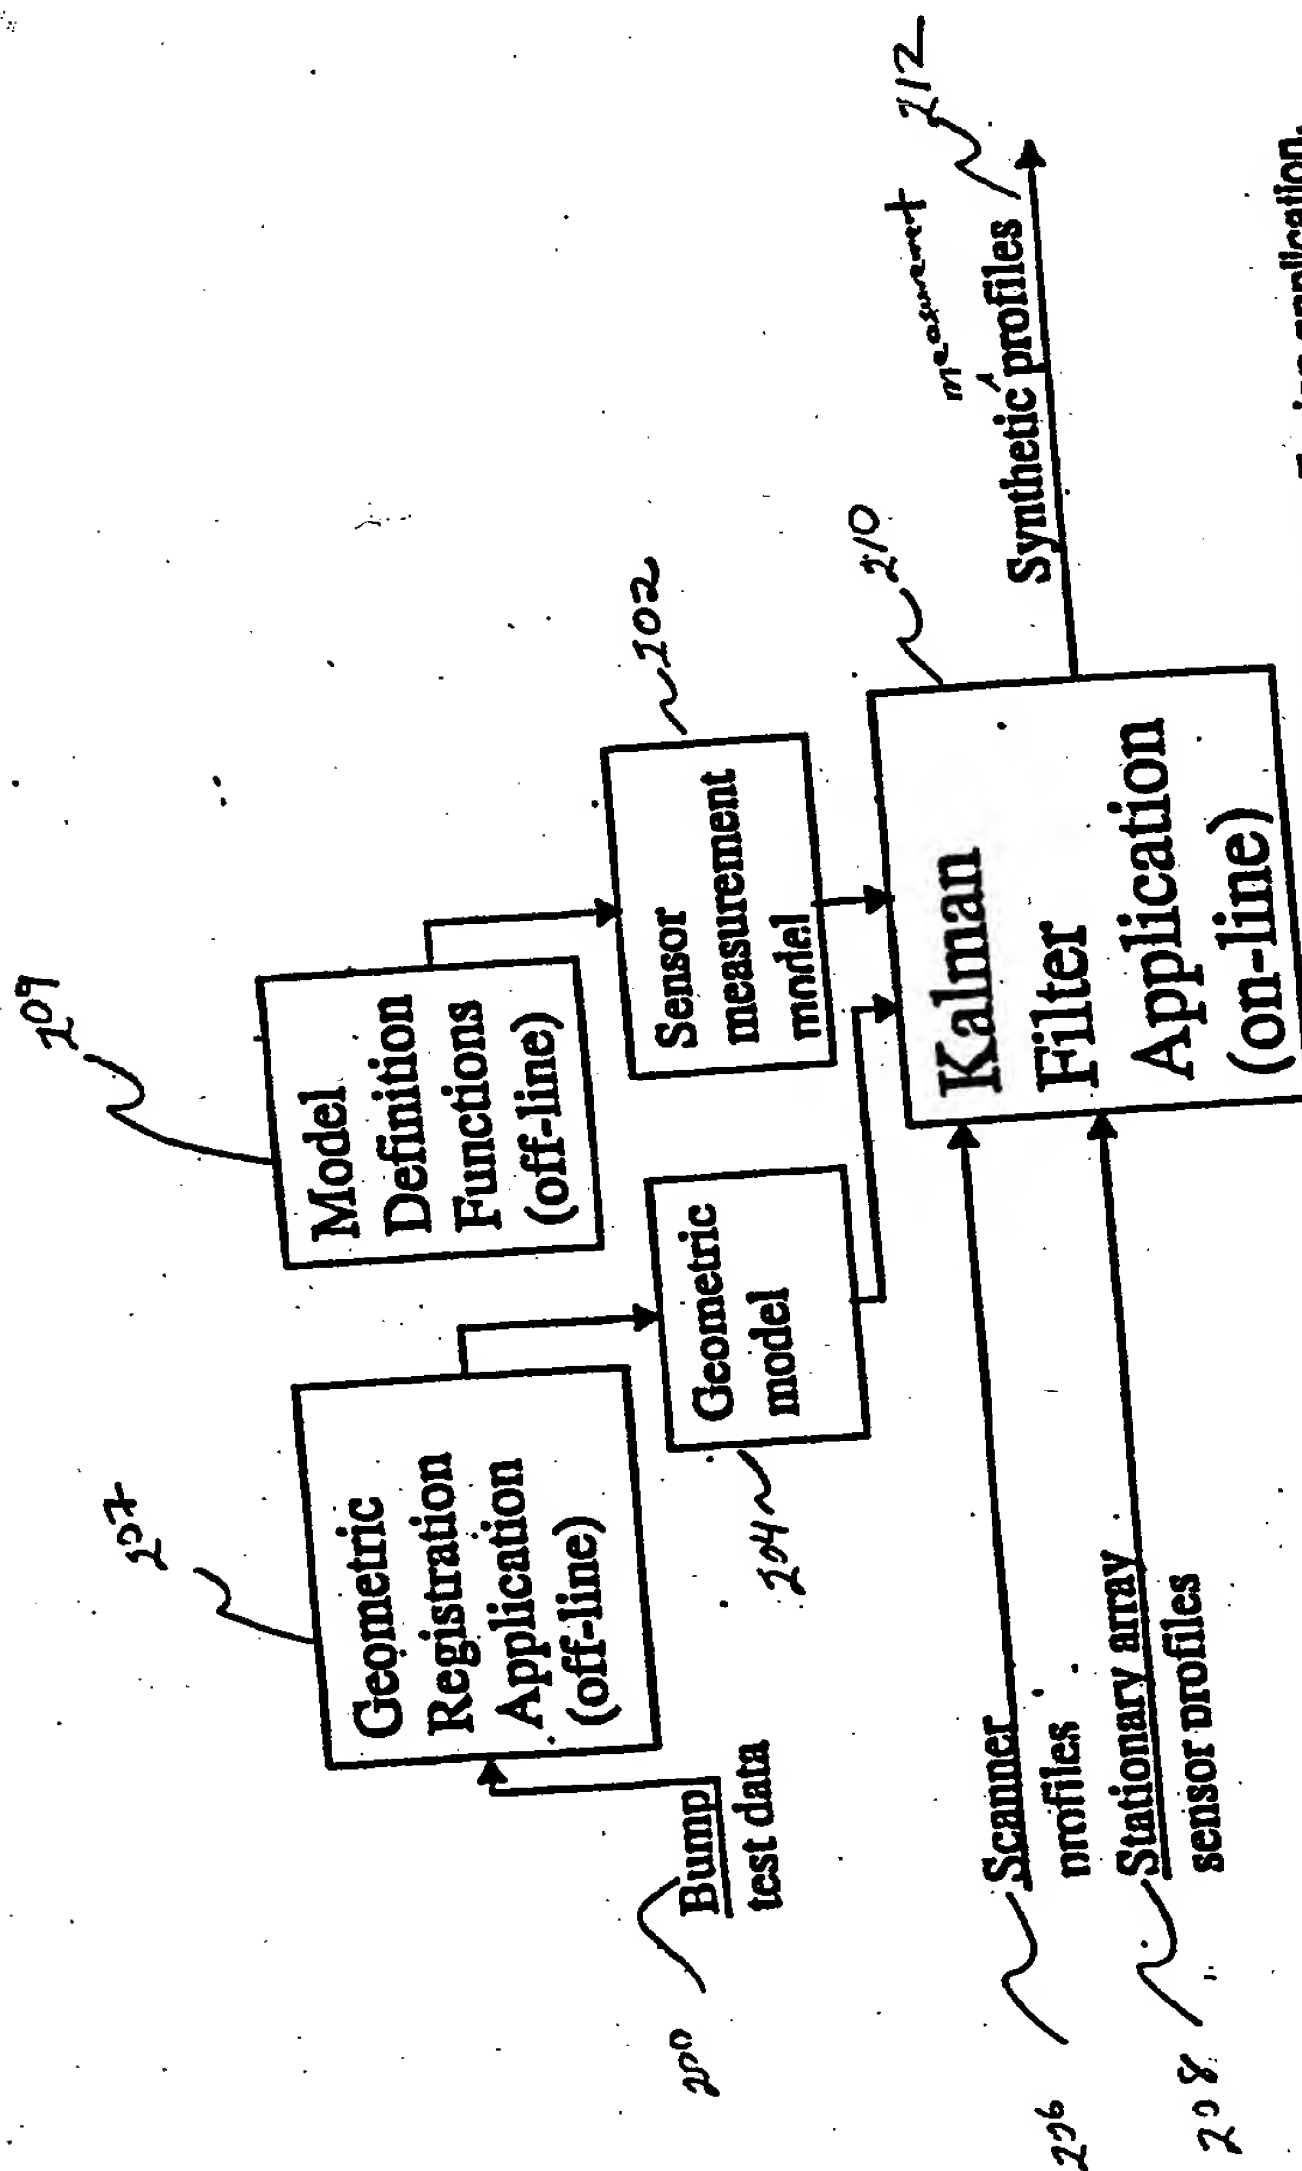 209
207
Model
Definition
Functions
(off-line)
Geometric
Registration
Application
(off-line)
202
Sensor
measurement
model
Geometric
model
204
200
Bump
test data
210
Kalman
Filter
Application
(on-line)
measurement
212
Synthetic ^ profiles
206
Scanner
profiles
208
Stationary array
sensor profiles
application.